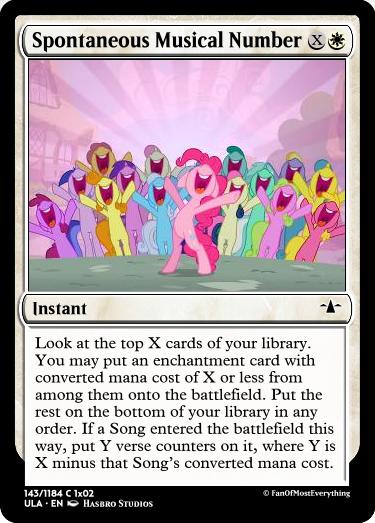 Spontaneous Musical Number X
Instant
Look at the top X cards of your library.
You may put an enchantment card with
converted mana cost of X or less from
among them onto the battlefield. Put the
rest on the bottom of your library in any
order. If a Song entered the battlefield this
way, put Y verse counters on it, where Y is
X minus that Song's converted mana cost.
143/1184 C 1x02
ULA • EN Hasbro Studios
© FanOfMostEverything